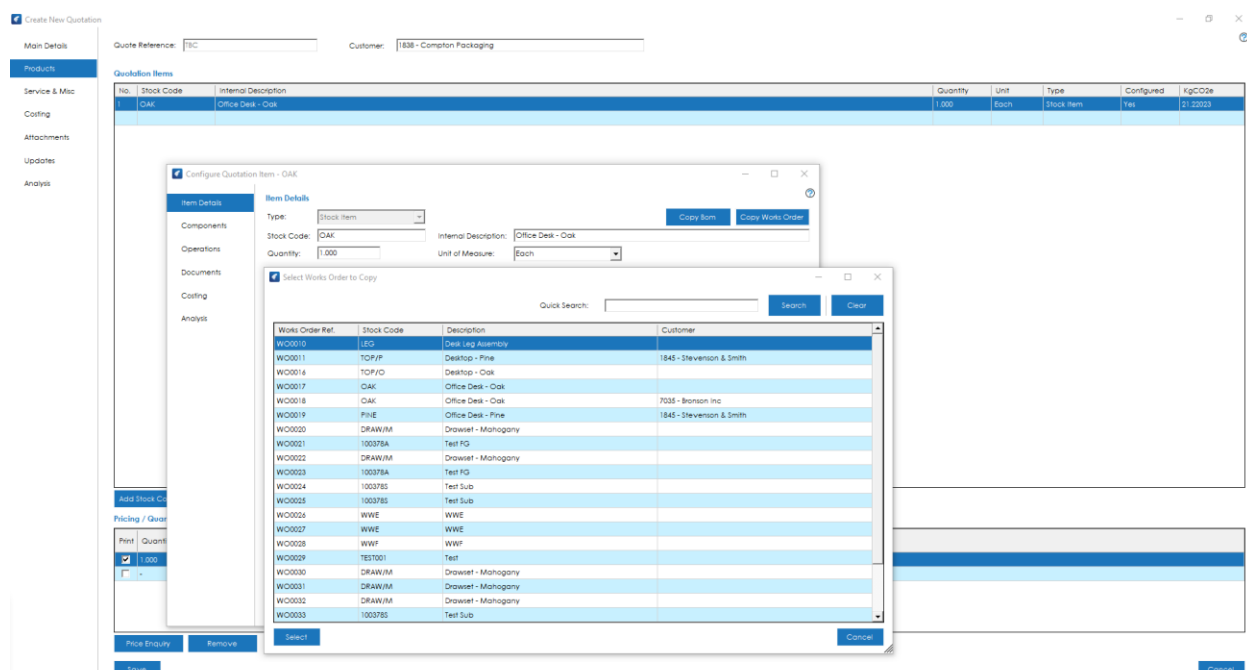 Create New Quotation
Main Details
Products
Service & Misc
Costing
Attachments
Updates
Analysis
Quote Reference: TBC Customer: 1838 - Compton Packaging
Quotation Items
No. Stock Code Internal Description Quantity Unit Type Configured KgCO2e
1 OAK Office Desk - Oak 1.000 Each Stock Item Yes 21.22023
Configure Quotation Item - OAK
Item Details
Components
Operations
Documents
Costing
Analysis
Item Details
Type: Stock Item Copy Bom Copy Works Order
Stock Code: OAK Internal Description: Office Desk - Oak
Quantity: 1.000 Unit of Measure: Each
Select Works Order to Copy
Quick Search: Search Clear
Works Order Ref. Stock Code Description Customer
WO0010 LEG Desk Leg Assembly
WO0011 TOP/P Desktop - Pine 1845 - Stevenson & Smith
WO0016 TOP/O Desktop - Oak
WO0017 OAK Office Desk - Oak
WO0018 OAK Office Desk - Oak 7035 - Bronson Inc
WO0019 PINE Office Desk - Pine 1845 - Stevenson & Smith
WO0020 DRAW/M Drawset - Mahogany
WO0021 100378A Test FG
WO0022 DRAW/M Drawset - Mahogany
WO0023 100378A Test FG
WO0024 100378S Test Sub
WO0025 100378S Test Sub
WO0026 WWE WWE
WO0027 WWE WWE
WO0028 WWF WWF
WO0029 TEST001 Test
WO0030 DRAW/M Drawset - Mahogany
WO0031 DRAW/M Drawset - Mahogany
WO0032 DRAW/M Drawset - Mahogany
WO0033 100378S Test Sub
Select Cancel
Add Stock Co
Pricing / Quan
Print Quanti
1.000
-
Price Enquiry Remove
Save Cancel